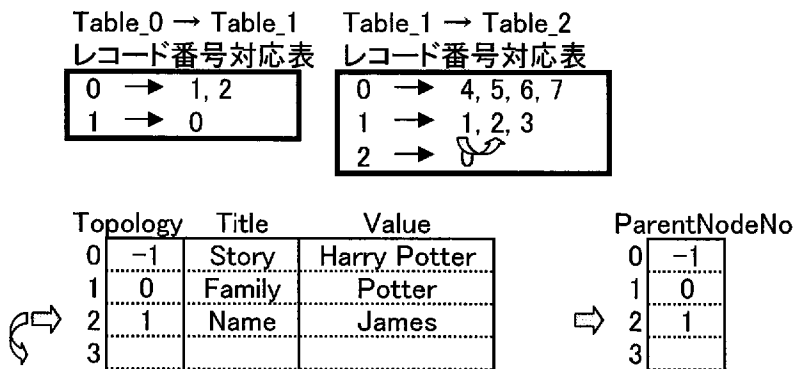 Table_0 → Table_1
レコード番号対応表
0 → 1, 2
1 → 0
Table_1 → Table_2
レコード番号対応表
0 → 4, 5, 6, 7
1 → 1, 2, 3
2 → 0
Topology Title Value
0 -1 Story Harry Potter
1 0 Family Potter
2 1 Name James
3
ParentNodeNo
0 -1
1 0
2 1
3